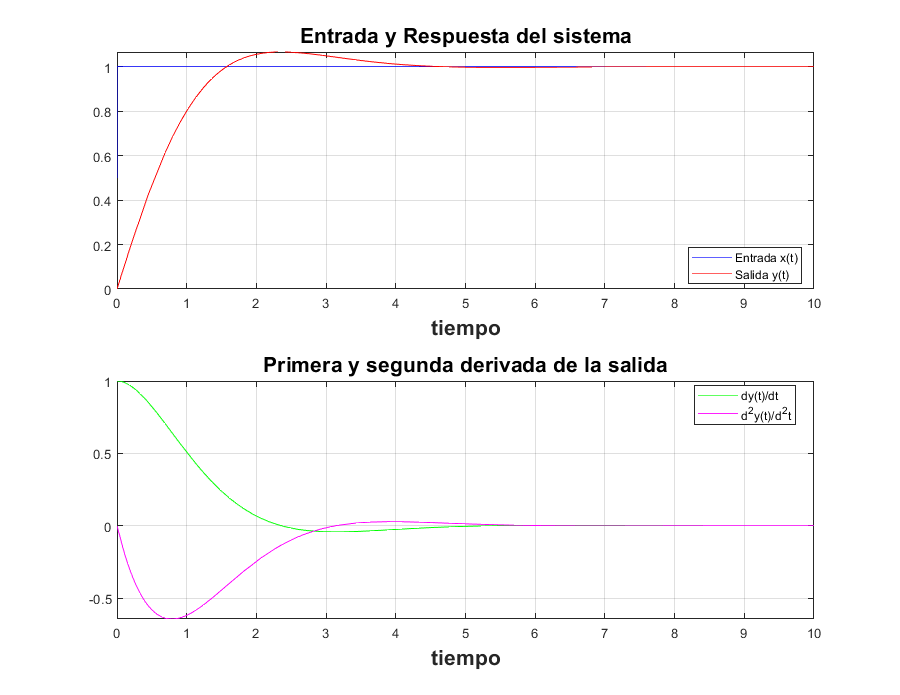 Entrada y Respuesta del sistema
1
0.8
0.6
0.4
0.2
0
Entrada x(t)
Salida y(t)
0 1 2 3 4 5 6 7 8 9 10
tiempo
Primera y segunda derivada de la salida
1
0.5
0
-0.5
dy(t)/dt
d²y(t)/d²t
0 1 2 3 4 5 6 7 8 9 10
tiempo